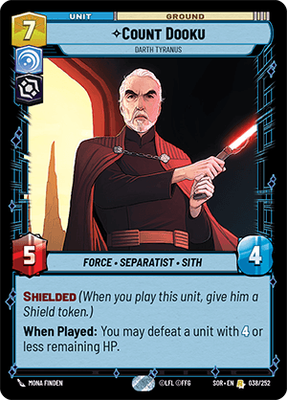 7
UNIT
GROUND
✧COUNT DOOKU
DARTH TYRANUS
5
4
FORCE • SEPARATIST • SITH
SHIELDED (When you play this unit, give him a
Shield token.)
When Played: You may defeat a unit with 4 or
less remaining HP.
MONA FINDEN
©LFL ©FFG
SOR • EN R 038/252